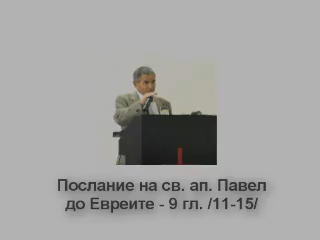 Послание на св. ап. Павел
до Евреите - 9 гл. /11-15/